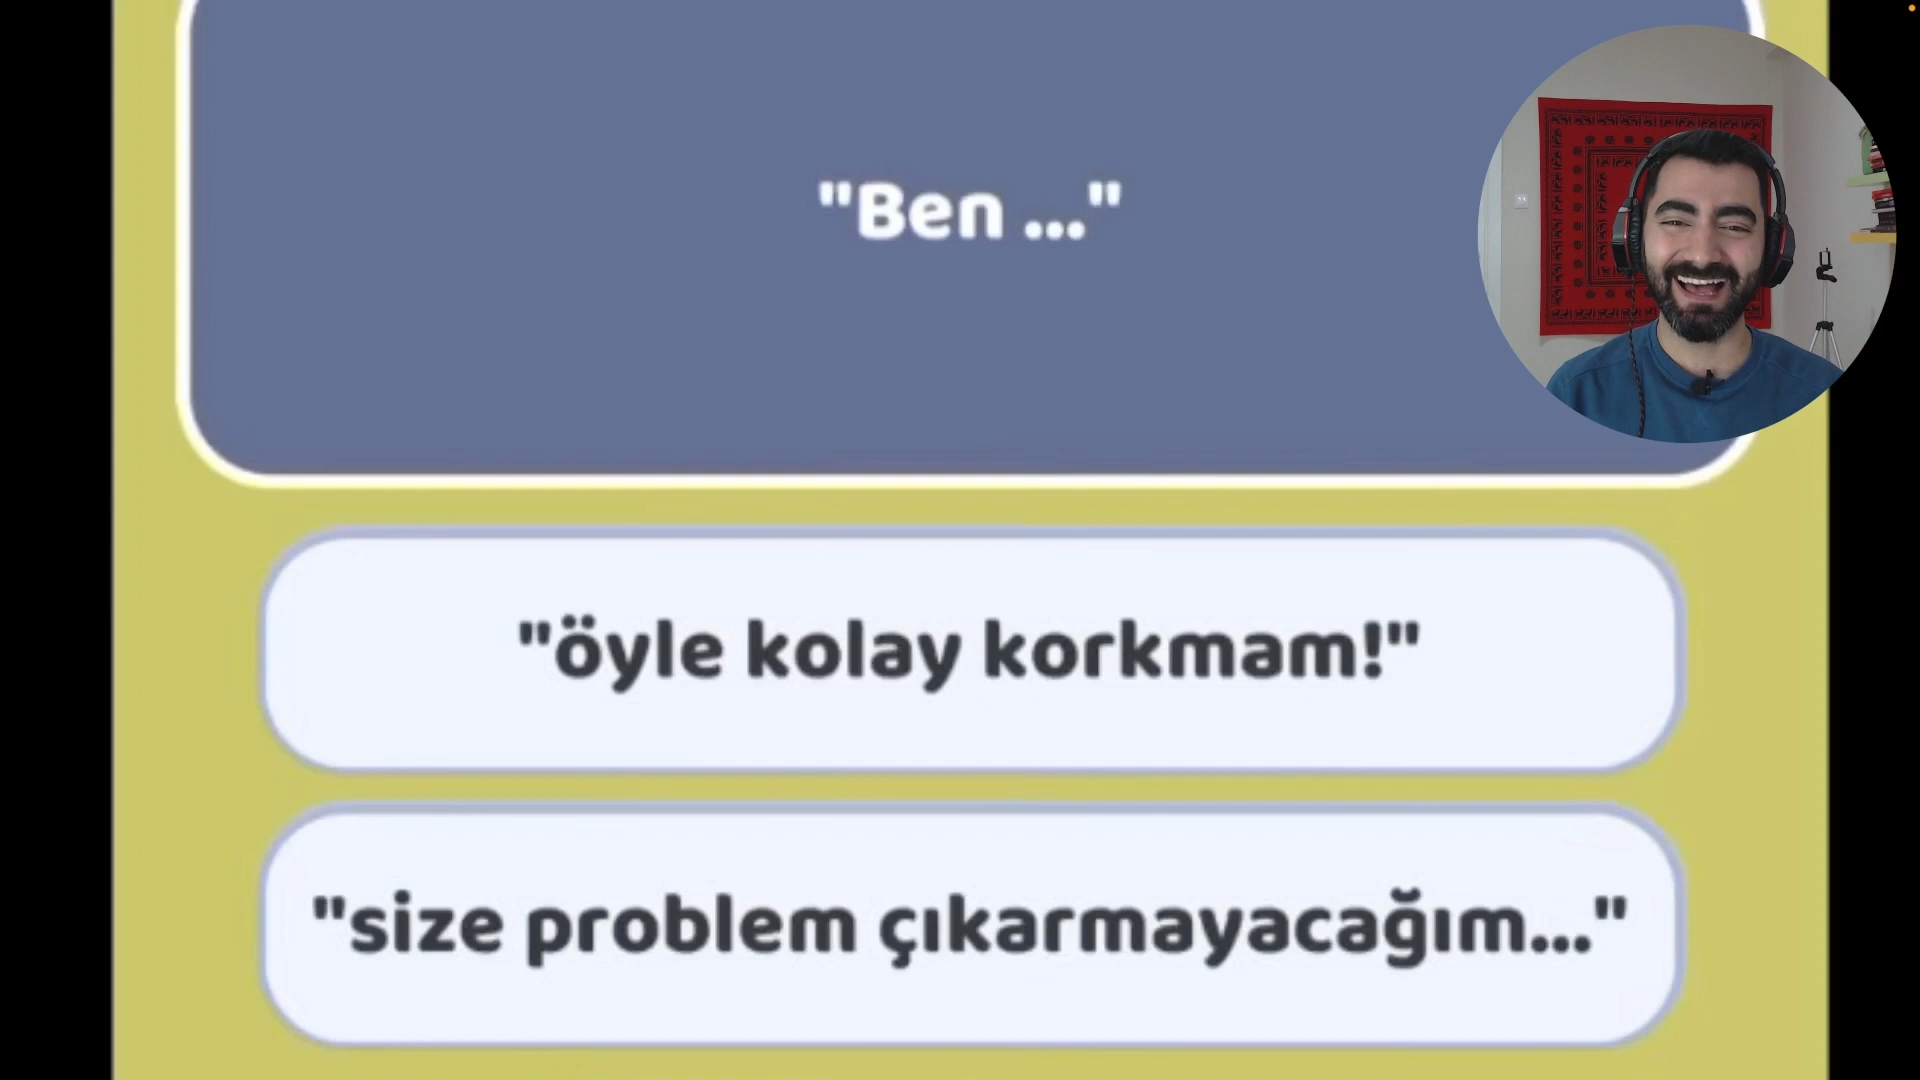 "Ben ..."
"öyle kolay korkmam!"
"size problem çıkarmayacağım..."